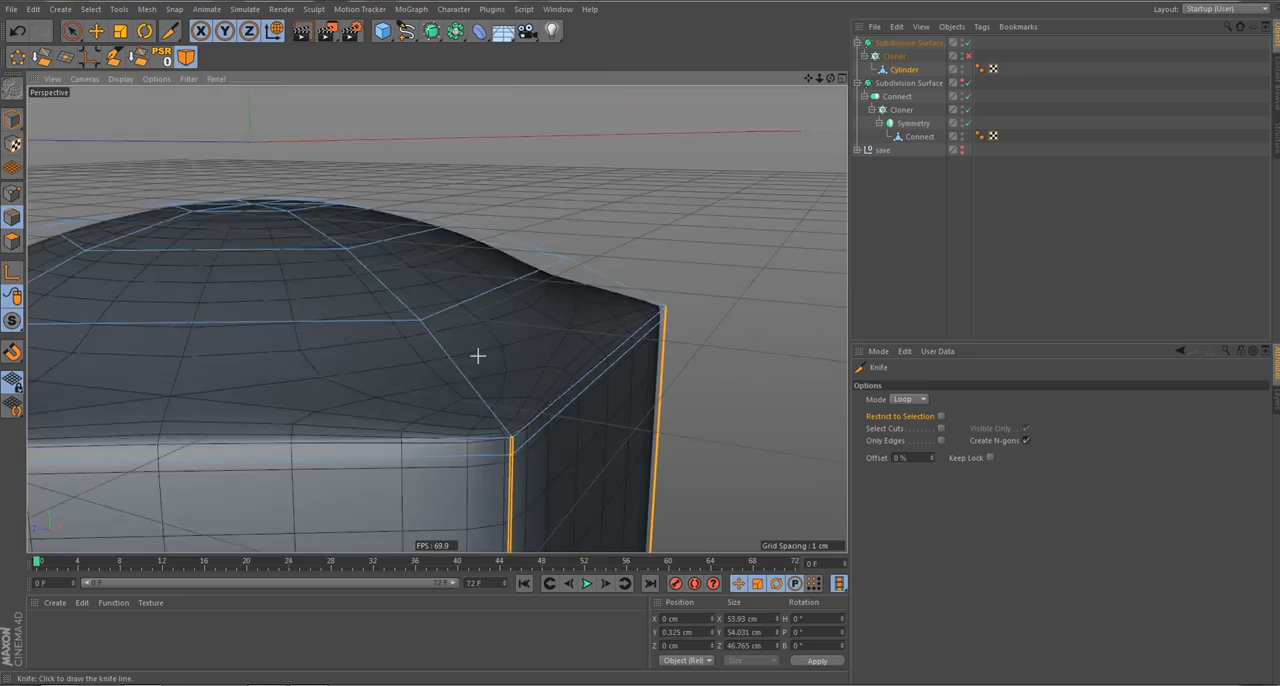 File Edit Create Select Tools Mesh Snap Animate Simulate Render Sculpt Motion Tracker MoGraph Character Plugins Script Window Help
Layout: Startup (User)
PSR
0
View Cameras Display Options Filter Panel
Perspective
FPS : 69.9
Grid Spacing : 1 cm
File Edit View Objects Tags Bookmarks
Subdivision Surface
Cloner
Cylinder
Subdivision Surface
Connect
Cloner
Symmetry
Connect
save
Mode Edit User Data
Knife
Options
Mode Loop
Restrict to Selection
Select Cuts Visible Only
Only Edges Create N-gons
Offset 0 % Keep Lock
0 4 8 12 16 20 24 28 32 36 40 44 48 52 56 60 64 68 72 0 F
0 F 0 F 72 F 72 F
Create Edit Function Texture
Position Size Rotation
X 0 cm X 53.93 cm H 0 °
Y 0.325 cm Y 54.031 cm P 0 °
Z 0 cm Z 46.765 cm B 0 °
Object (Rel) Size Apply
MAXON
CINEMA 4D
Knife: Click to draw the knife line.